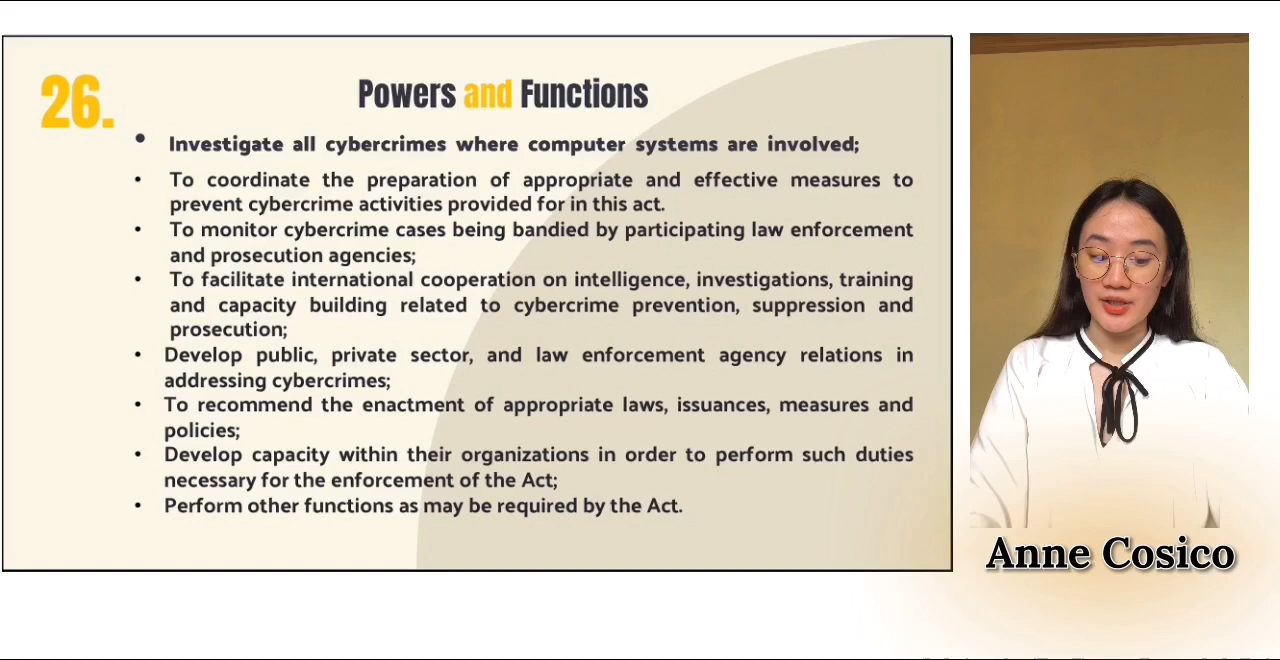 26.
Powers and Functions
• Investigate all cybercrimes where computer systems are involved;
• To coordinate the preparation of appropriate and effective measures to
prevent cybercrime activities provided for in this act.
• To monitor cybercrime cases being bandied by participating law enforcement
and prosecution agencies;
• To facilitate international cooperation on intelligence, investigations, training
and capacity building related to cybercrime prevention, suppression and
prosecution;
• Develop public, private sector, and law enforcement agency relations in
addressing cybercrimes;
• To recommend the enactment of appropriate laws, issuances, measures and
policies;
• Develop capacity within their organizations in order to perform such duties
necessary for the enforcement of the Act;
• Perform other functions as may be required by the Act.
Anne Cosico